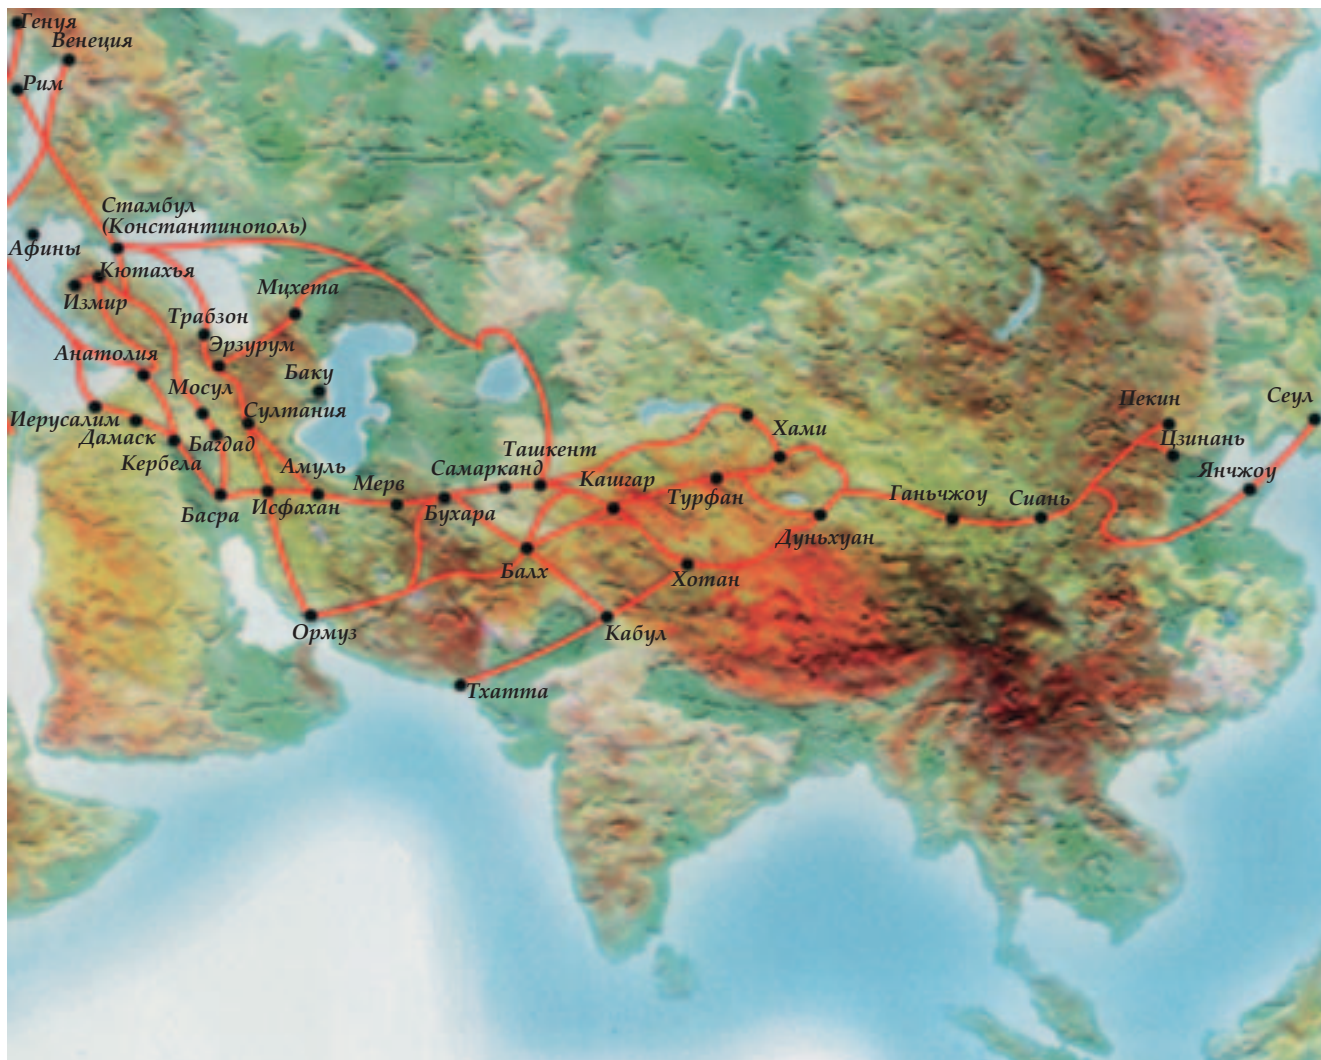 Генуя
Венеция
Рим
Стамбул
(Константинополь)
Афины
Кютахья
Измир
Мцхета
Трабзон
Эрзурум
Анатолия
Баку
Мосул
Султания
Иерусалим
Дамаск
Багдад
Кербела
Амуль
Мерв
Самарканд
Ташкент
Басра
Исфахан
Бухара
Кашгар
Турфан
Хами
Ганьчжоу
Сиань
Пекин
Цзинань
Сеул
Янчжоу
Дуньхуан
Балх
Хотан
Ормуз
Кабул
Тхатта